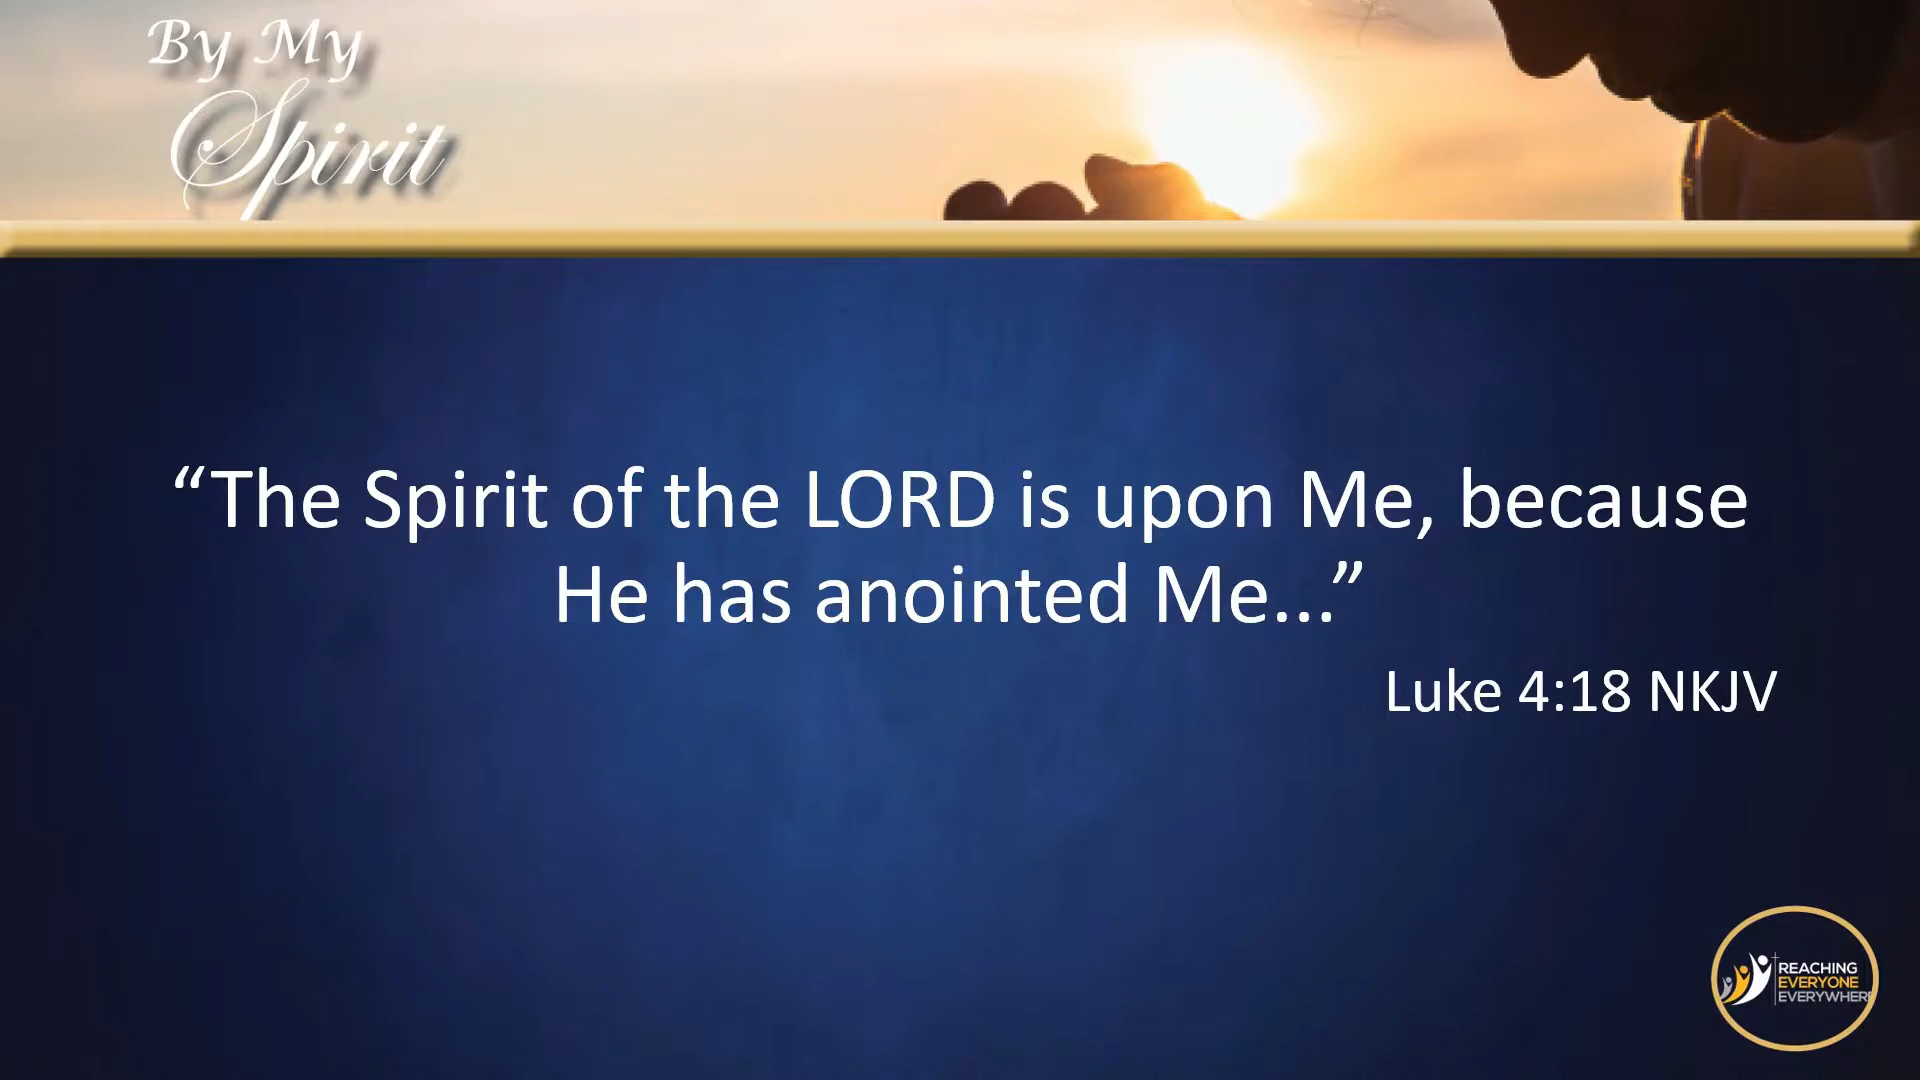 By My
Spirit
“The Spirit of the LORD is upon Me, because
He has anointed Me...”
Luke 4:18 NKJV
REACHING
EVERYONE
EVERYWHERE